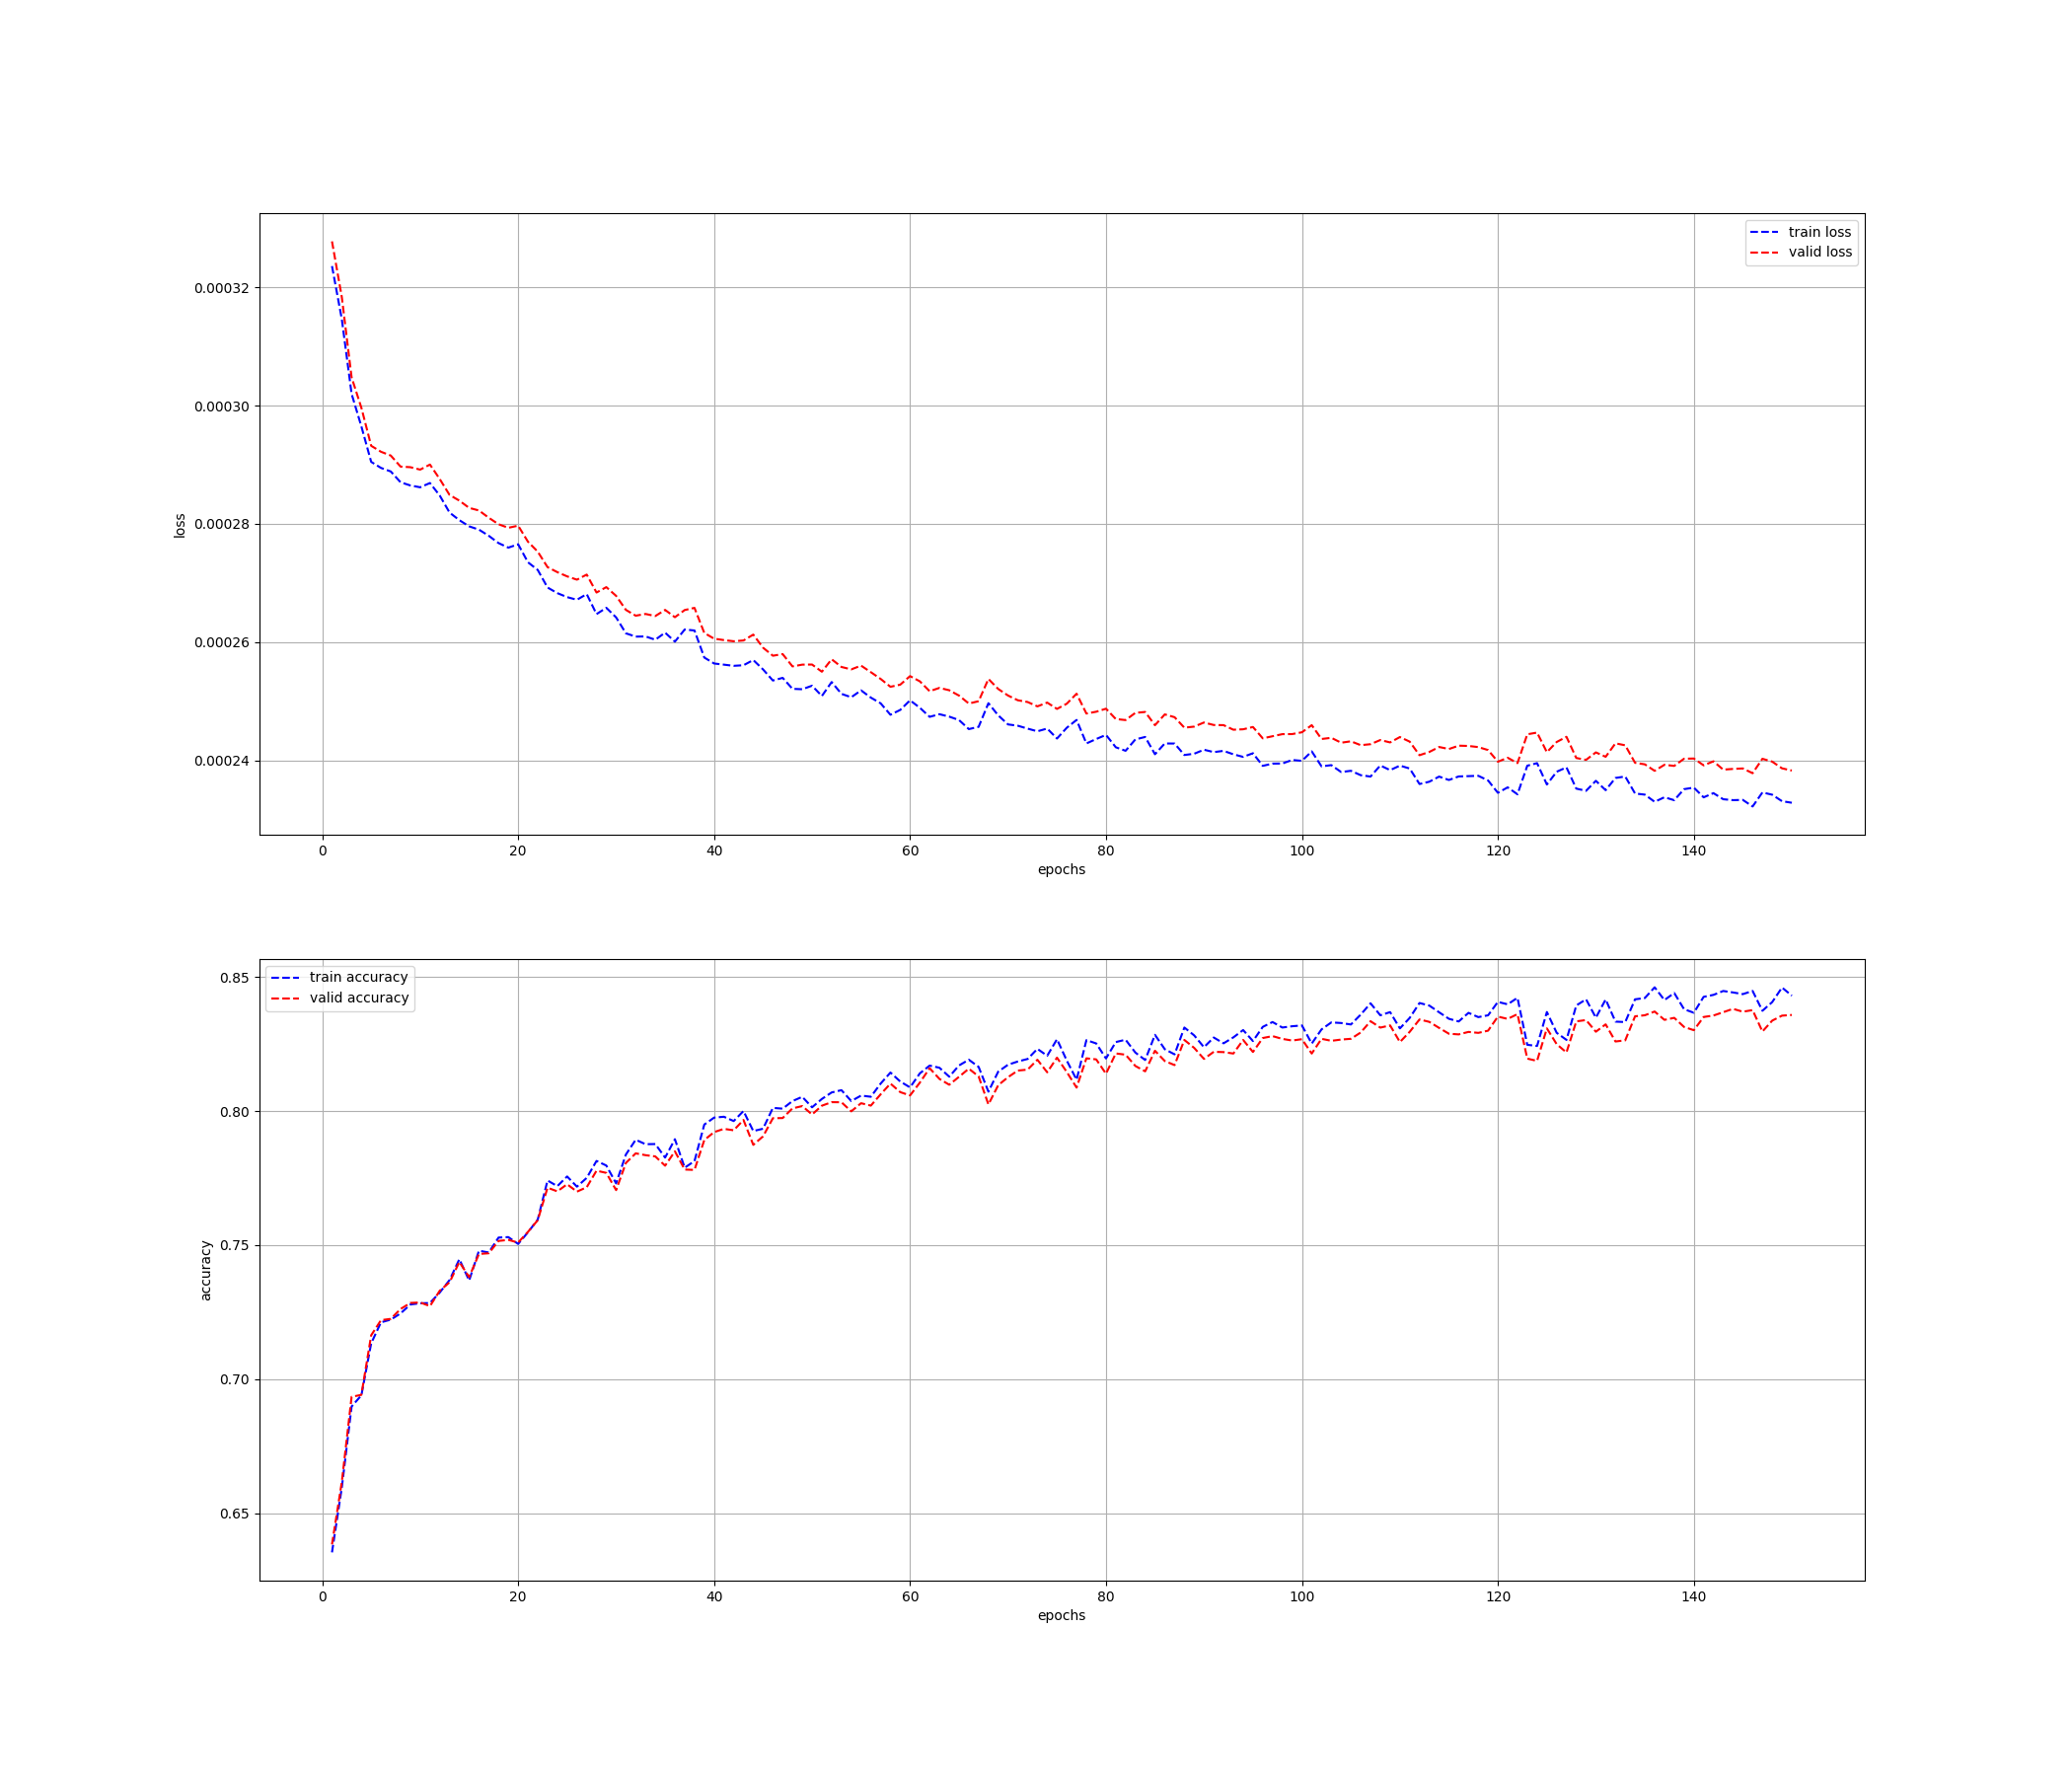 train loss
valid loss
0.00032
0.00030
0.00028
0.00026
0.00024
loss
0 20 40 60 80 100 120 140
epochs
train accuracy
valid accuracy
0.85
0.80
0.75
0.70
0.65
accuracy
0 20 40 60 80 100 120 140
epochs